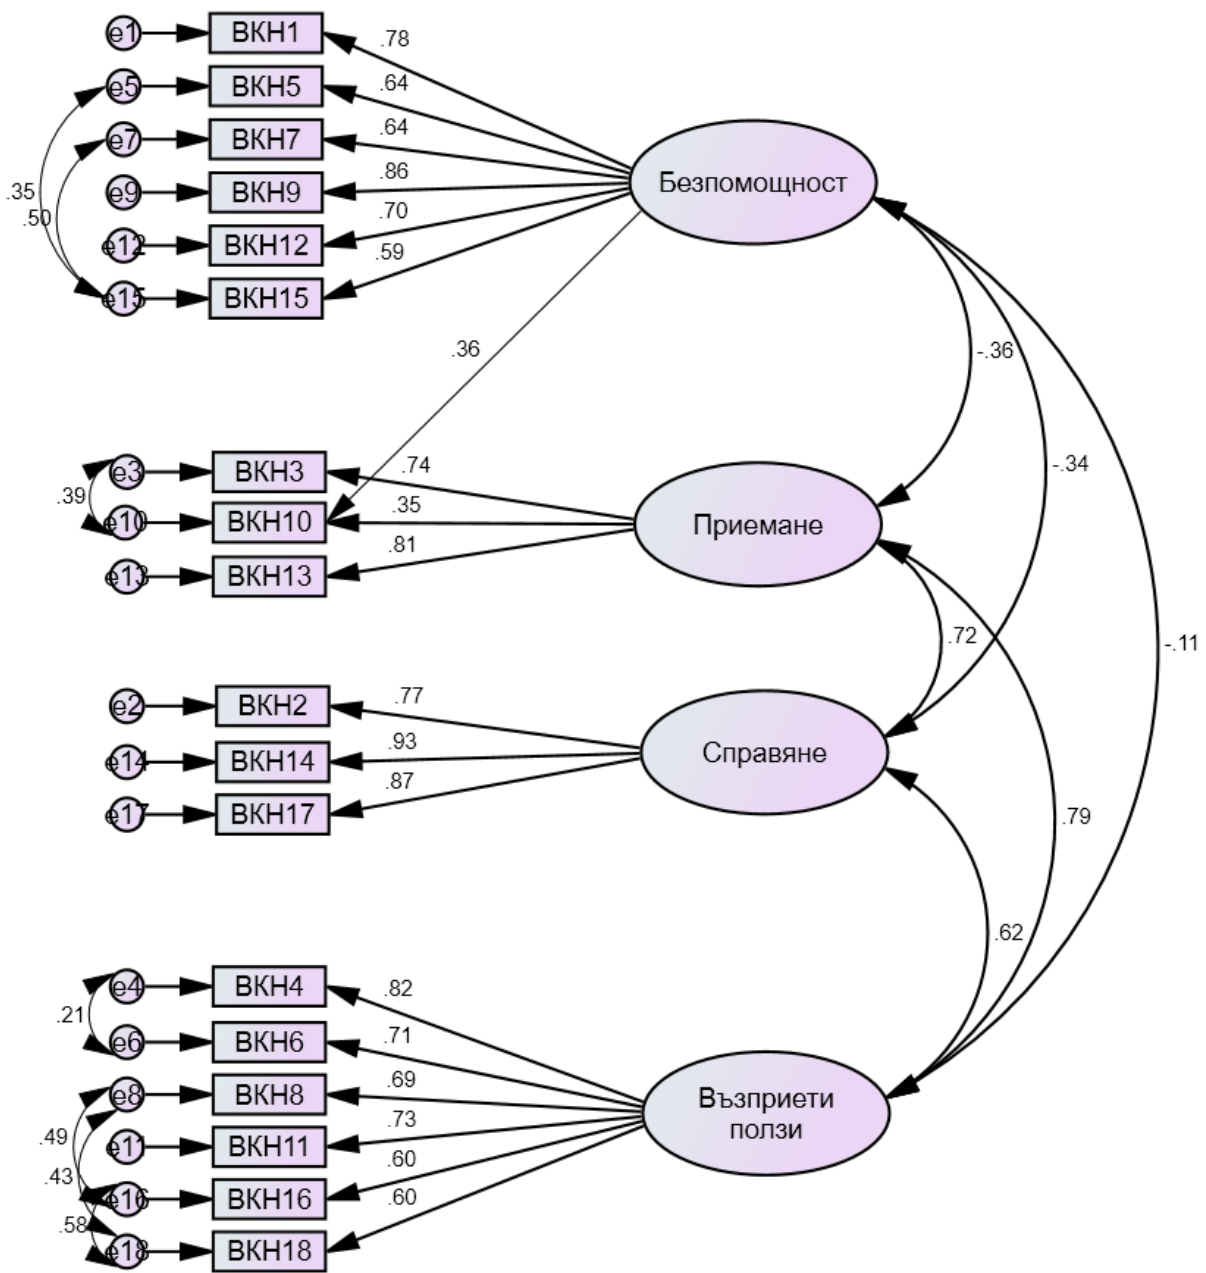 e1 ВКН1 .78
e5 ВКН5 .64
e7 ВКН7 .64
Безпомощност
.35 e9 ВКН9 .86
.50
e12 ВКН12 .70
e15 ВКН15 .59
.36 -.36
e3 ВКН3 .74 -.34
.39
e10 ВКН10 .35
Приемане
e13 ВКН13 .81
.72 -.11
e2 ВКН2 .77
e14 ВКН14 .93
Справяне
e17 ВКН17 .87
.79
.62
e4 ВКН4 .82
.21
e6 ВКН6 .71
e8 ВКН8 .69
Възприети
ползи
.49 e11 ВКН11 .73
.43
e16 ВКН16 .60
.58
e18 ВКН18 .60